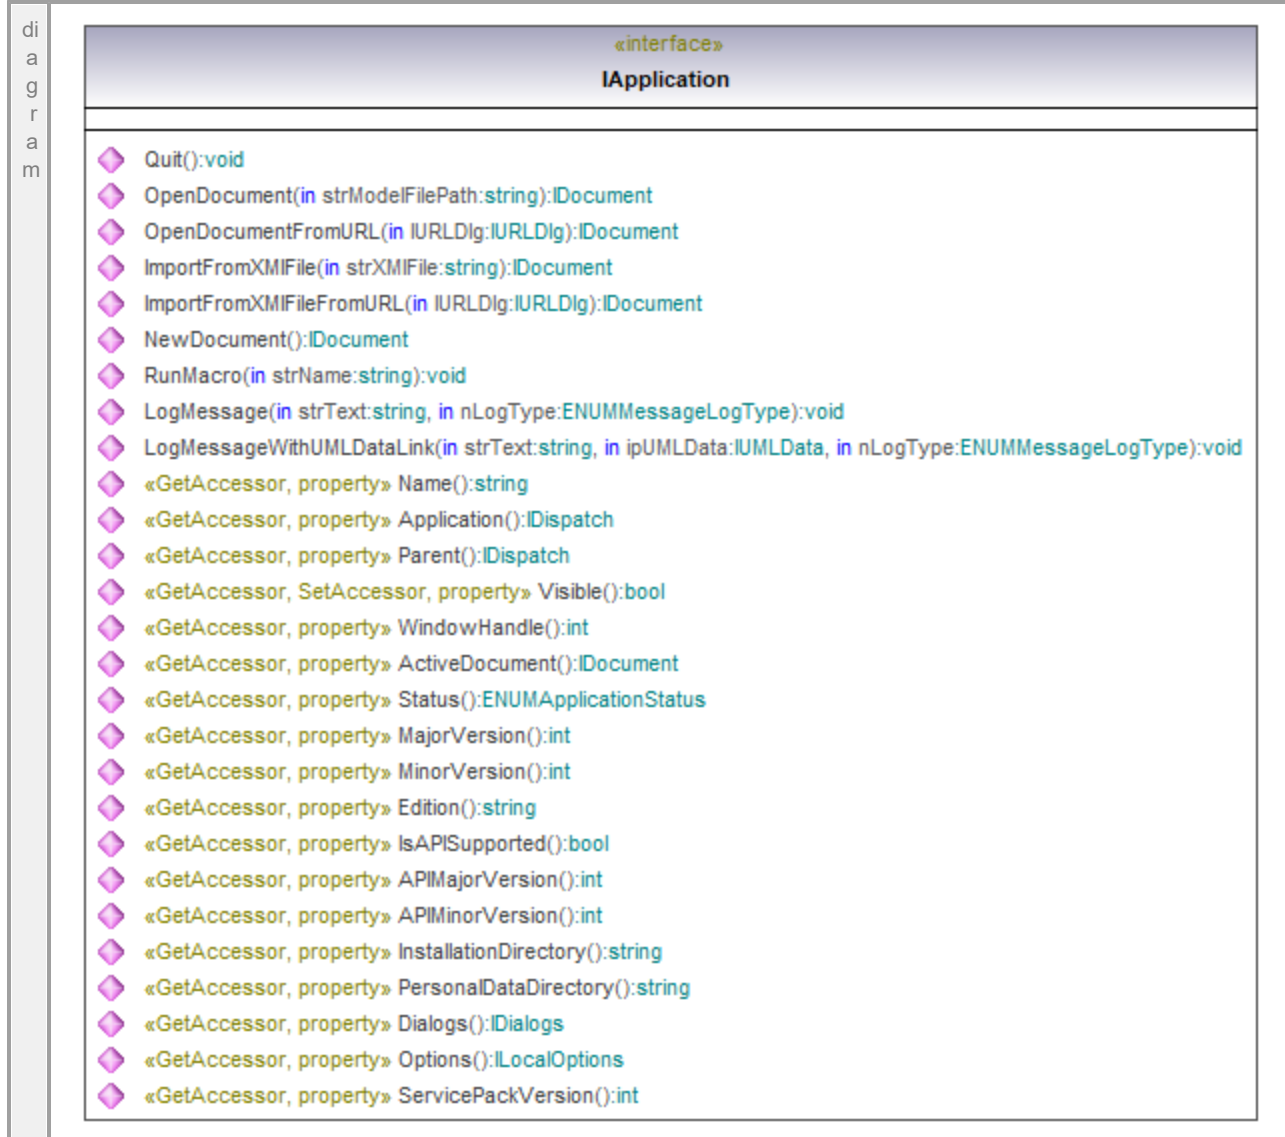 di
a
g
r
a
m
«interface»
IApplication
Quit():void
OpenDocument(in strModelFilePath:string):IDocument
OpenDocumentFromURL(in IURLDlg:IURLDlg):IDocument
ImportFromXMIFile(in strXMIFile:string):IDocument
ImportFromXMIFileFromURL(in IURLDlg:IURLDlg):IDocument
NewDocument():IDocument
RunMacro(in strName:string):void
LogMessage(in strText:string, in nLogType:ENUMMessageLogType):void
LogMessageWithUMLDataLink(in strText:string, in ipUMLData:IUMLData, in nLogType:ENUMMessageLogType):void
«GetAccessor, property» Name():string
«GetAccessor, property» Application():IDispatch
«GetAccessor, property» Parent():IDispatch
«GetAccessor, SetAccessor, property» Visible():bool
«GetAccessor, property» WindowHandle():int
«GetAccessor, property» ActiveDocument():IDocument
«GetAccessor, property» Status():ENUMApplicationStatus
«GetAccessor, property» MajorVersion():int
«GetAccessor, property» MinorVersion():int
«GetAccessor, property» Edition():string
«GetAccessor, property» IsAPISupported():bool
«GetAccessor, property» APIMajorVersion():int
«GetAccessor, property» APIMinorVersion():int
«GetAccessor, property» InstallationDirectory():string
«GetAccessor, property» PersonalDataDirectory():string
«GetAccessor, property» Dialogs():IDialogs
«GetAccessor, property» Options():ILocalOptions
«GetAccessor, property» ServicePackVersion():int